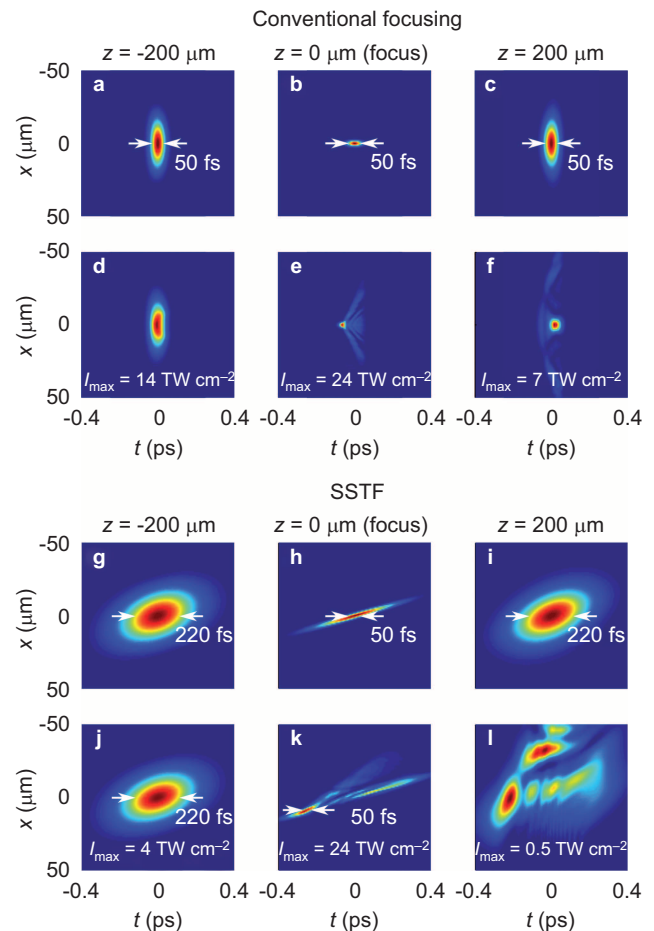 Conventional focusing
z = -200 μm z = 0 μm (focus) z = 200 μm
-50 a b c
x (μm) 0 50 fs 50 fs 50 fs
50
-50 d e f
x (μm) 0
50 I_max = 14 TW cm⁻² I_max = 24 TW cm⁻² I_max = 7 TW cm⁻²
-0.4 0 0.4 -0.4 0 0.4 -0.4 0 0.4
t (ps) t (ps) t (ps)
SSTF
z = -200 μm z = 0 μm (focus) z = 200 μm
-50 g h i
x (μm) 0 220 fs 50 fs 220 fs
50
-50 j k l
x (μm) 0 220 fs 50 fs
50 I_max = 4 TW cm⁻² I_max = 24 TW cm⁻² I_max = 0.5 TW cm⁻²
-0.4 0 0.4 -0.4 0 0.4 -0.4 0 0.4
t (ps) t (ps) t (ps)